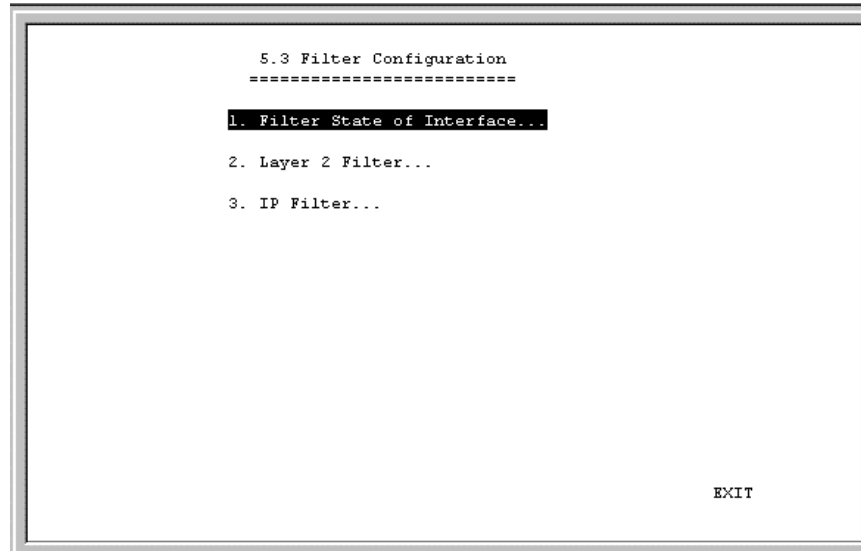 5.3 Filter Configuration
==========================
1. Filter State of Interface...
2. Layer 2 Filter...
3. IP Filter...
EXIT